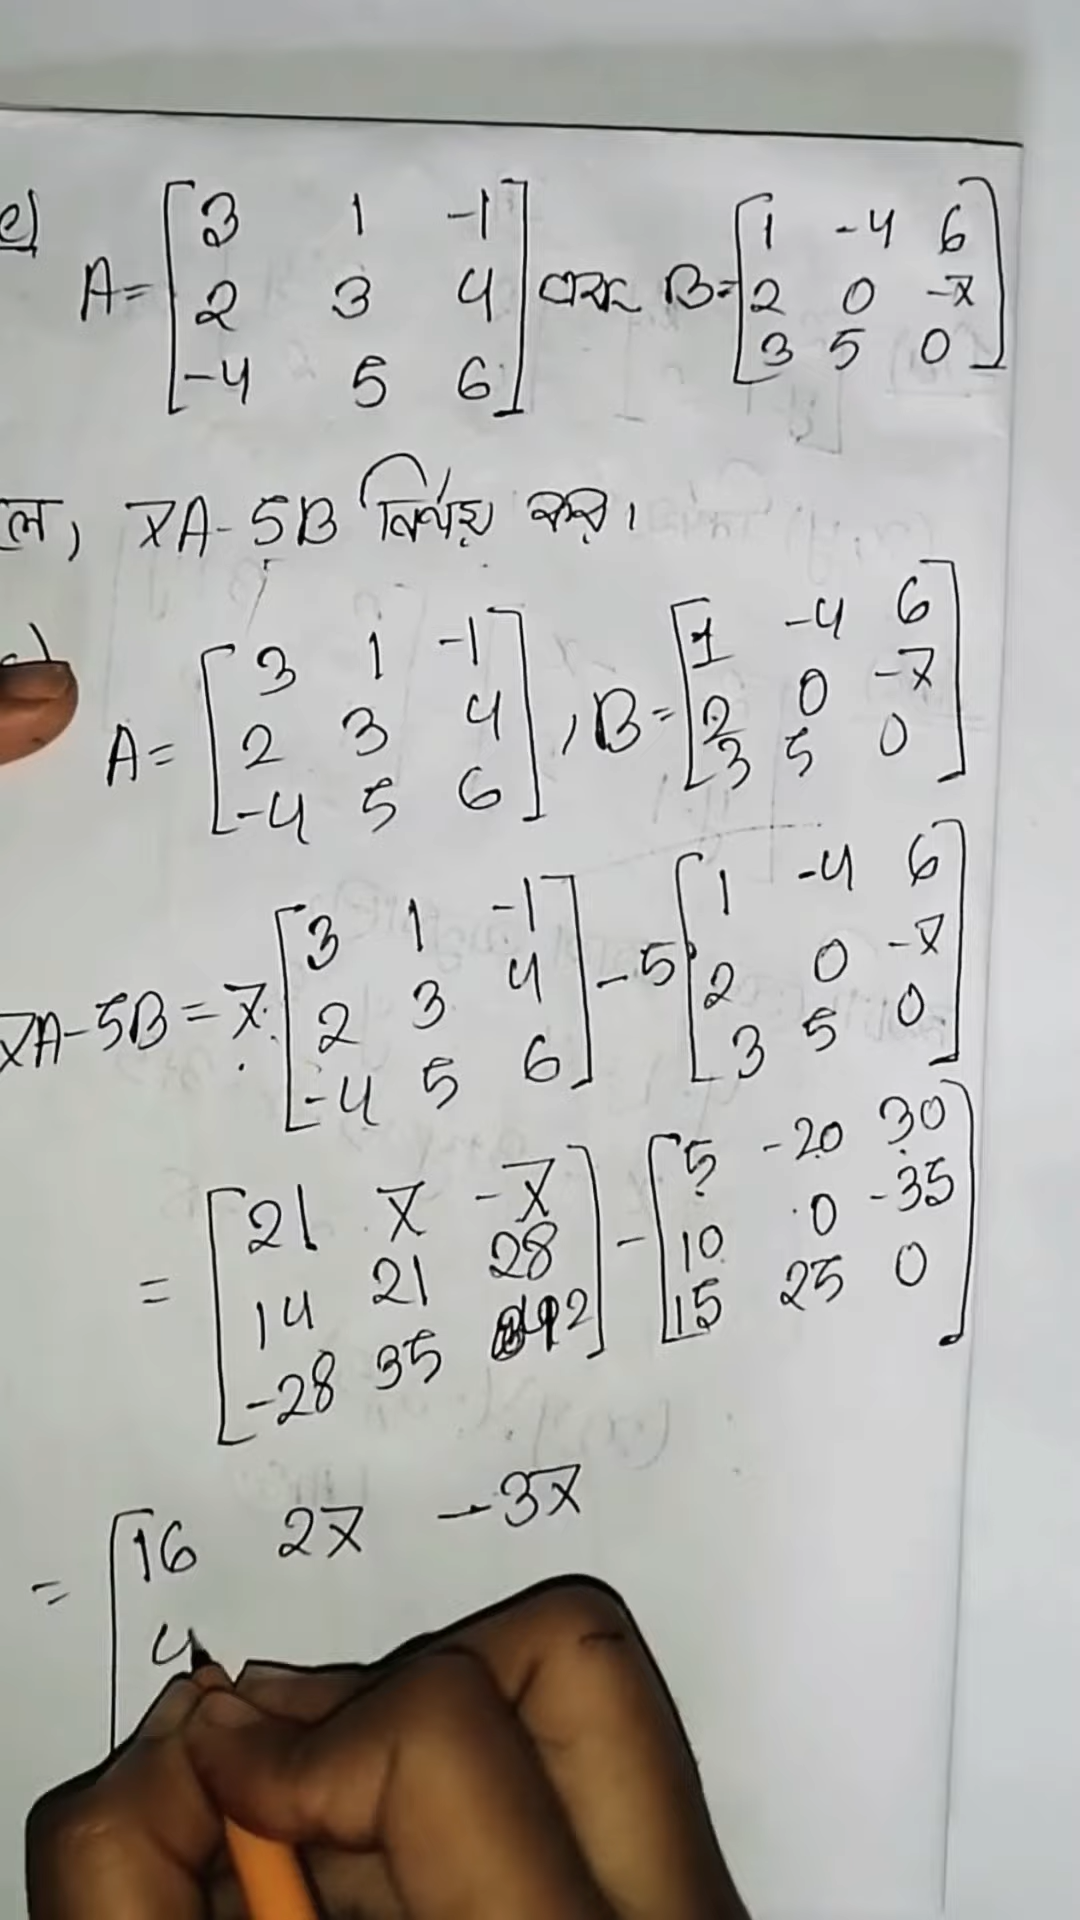 e) A = [ 3 1 -1 ; 2 3 4 ; -4 5 6 ] এবং B = [ 1 -4 6 ; 2 0 -7 ; 3 5 0 ]
লে, 7A - 5B নির্ণয় কর।
A = [ 3 1 -1 ; 2 3 4 ; -4 5 6 ] , B = [ 1 -4 6 ; 2 0 -7 ; 3 5 0 ]
7A - 5B = 7. [ 3 1 -1 ; 2 3 4 ; -4 5 6 ] - 5 [ 1 -4 6 ; 2 0 -7 ; 3 5 0 ]
= [ 21 7 -7 ; 14 21 28 ; -28 35 42 ] - [ 5 -20 30 ; 10 0 -35 ; 15 25 0 ]
= [ 16 27 -37
4